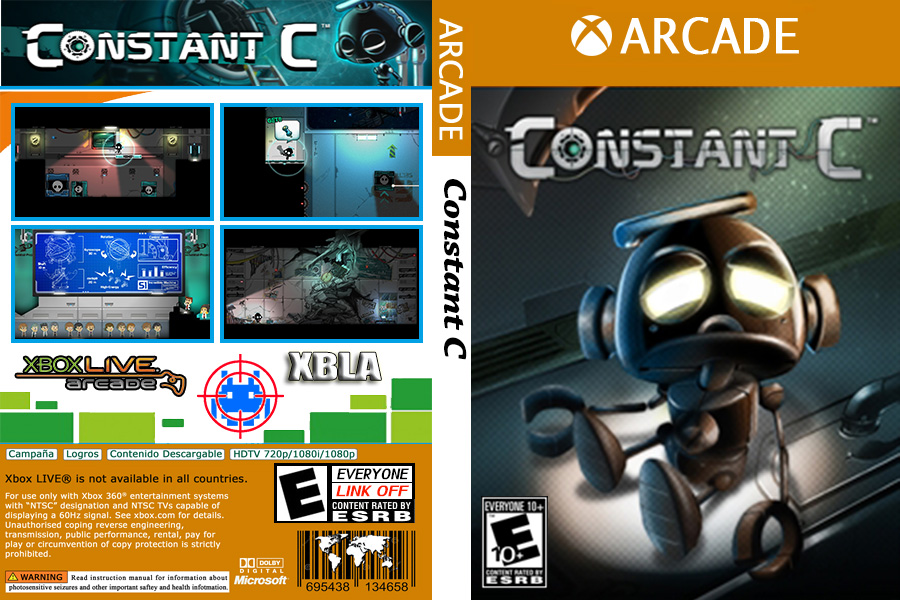 CONSTANT C™
XBOX LIVE
arcade
XBLA
Campaña
Logros
Contenido Descargable
HDTV 720p/1080i/1080p
Xbox LIVE® is not available in all countries.
For use only with Xbox 360® entertainment systems
with “NTSC” designation and NTSC TVs capable of
displaying a 60Hz signal. See xbox.com for details.
Unauthorised coping reverse engineering,
transmission, public performance, rental, pay for
play or circumvention of copy protection is strictly
prohibited.
WARNING Read instruction manual for information about
photosensitive seizures and other important saftey and health infotmation.
E
EVERYONE
LINK OFF
CONTENT RATED BY
ESRB
DOLBY
DIGITAL
Microsoft®
695438 134658
ARCADE
Constant C
ARCADE
CONSTANT C™
EVERYONE 10+
E
10+
CONTENT RATED BY
ESRB